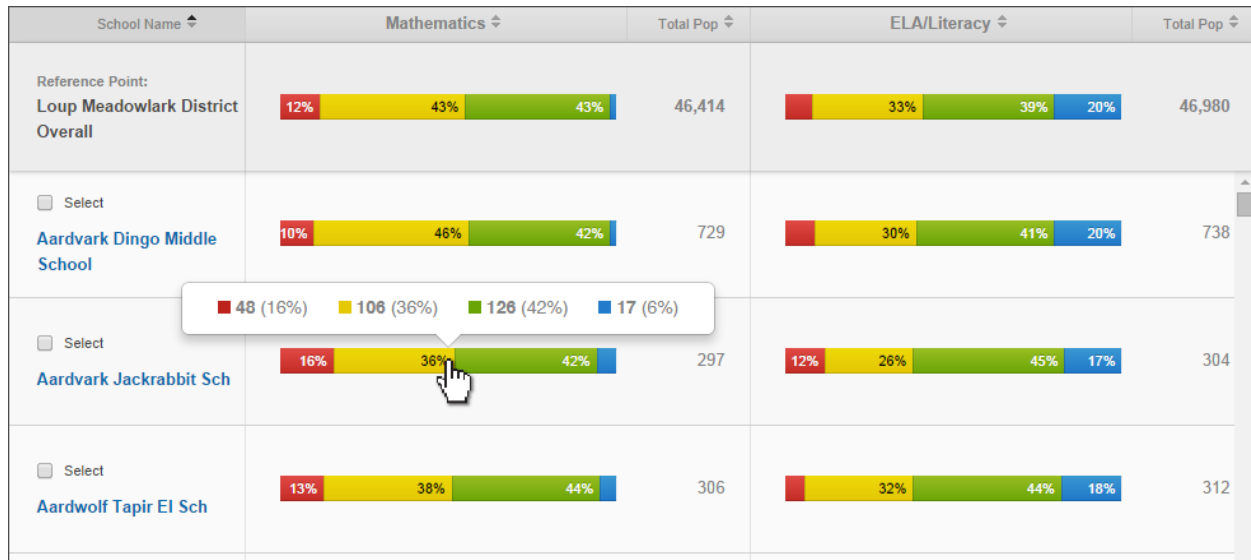 School Name Mathematics Total Pop ELA/Literacy Total Pop
Reference Point:
Loup Meadowlark District
Overall
12% 43% 43% 46,414 33% 39% 20% 46,980
Select
Aardvark Dingo Middle
School
10% 46% 42% 729 30% 41% 20% 738
48 (16%) 106 (36%) 126 (42%) 17 (6%)
Select
Aardvark Jackrabbit Sch
16% 36% 42% 297 12% 26% 45% 17% 304
Select
Aardwolf Tapir El Sch
13% 38% 44% 306 32% 44% 18% 312